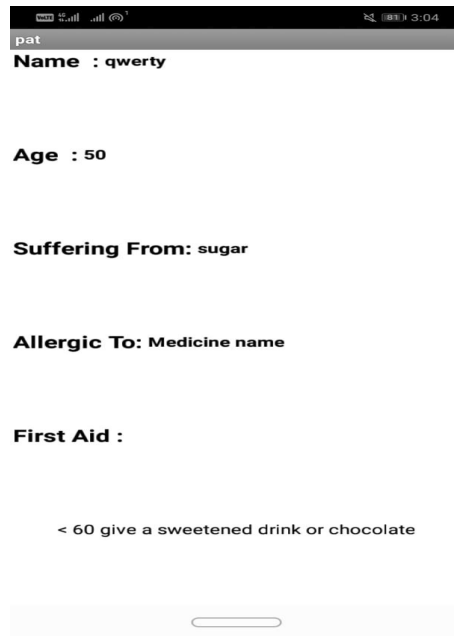 81 3:04
pat
Name : qwerty
Age : 50
Suffering From: sugar
Allergic To: Medicine name
First Aid :
< 60 give a sweetened drink or chocolate